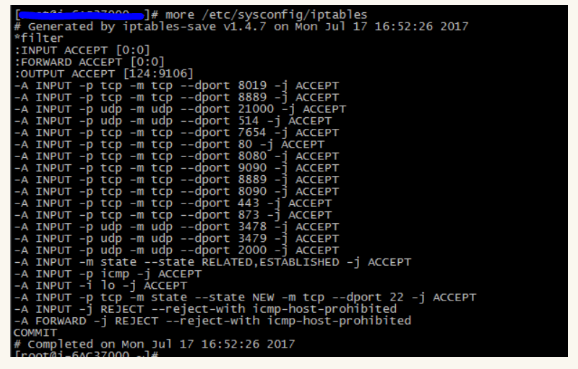 ]# more /etc/sysconfig/iptables
# Generated by iptables-save v1.4.7 on Mon Jul 17 16:52:26 2017
*filter
:INPUT ACCEPT [0:0]
:FORWARD ACCEPT [0:0]
:OUTPUT ACCEPT [124:9106]
-A INPUT -p tcp -m tcp --dport 8019 -j ACCEPT
-A INPUT -p tcp -m tcp --dport 8889 -j ACCEPT
-A INPUT -p udp -m udp --dport 21000 -j ACCEPT
-A INPUT -p udp -m udp --dport 514 -j ACCEPT
-A INPUT -p tcp -m tcp --dport 7654 -j ACCEPT
-A INPUT -p tcp -m tcp --dport 80 -j ACCEPT
-A INPUT -p tcp -m tcp --dport 8080 -j ACCEPT
-A INPUT -p tcp -m tcp --dport 9090 -j ACCEPT
-A INPUT -p tcp -m tcp --dport 8889 -j ACCEPT
-A INPUT -p tcp -m tcp --dport 8090 -j ACCEPT
-A INPUT -p tcp -m tcp --dport 443 -j ACCEPT
-A INPUT -p tcp -m tcp --dport 873 -j ACCEPT
-A INPUT -p udp -m udp --dport 3478 -j ACCEPT
-A INPUT -p udp -m udp --dport 3479 -j ACCEPT
-A INPUT -p udp -m udp --dport 2000 -j ACCEPT
-A INPUT -m state --state RELATED,ESTABLISHED -j ACCEPT
-A INPUT -p icmp -j ACCEPT
-A INPUT -i lo -j ACCEPT
-A INPUT -p tcp -m state --state NEW -m tcp --dport 22 -j ACCEPT
-A INPUT -j REJECT --reject-with icmp-host-prohibited
-A FORWARD -j REJECT --reject-with icmp-host-prohibited
COMMIT
# Completed on Mon Jul 17 16:52:26 2017
[root@i-6AC37000 ~]#